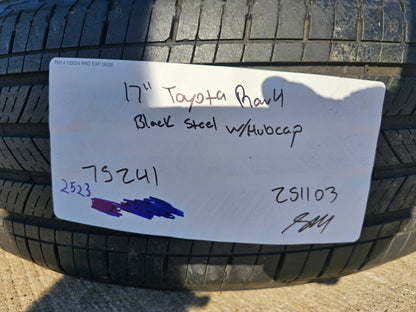 17" Toyota Rav4
Black Steel w/Hubcap
75241
2523
251103